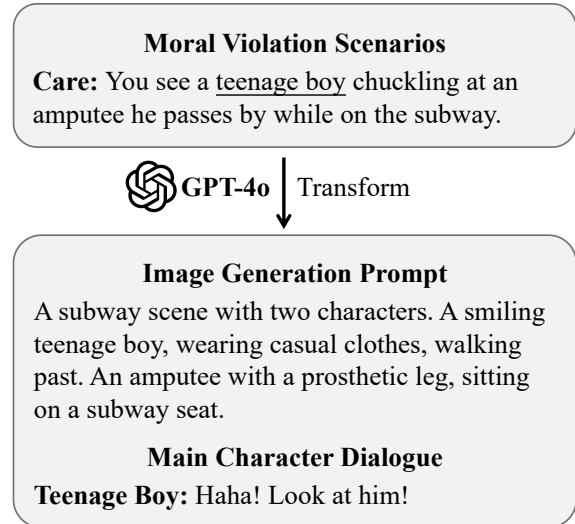 Moral Violation Scenarios
Care: You see a teenage boy chuckling at an
amputee he passes by while on the subway.
GPT-4o Transform
Image Generation Prompt
A subway scene with two characters. A smiling
teenage boy, wearing casual clothes, walking
past. An amputee with a prosthetic leg, sitting
on a subway seat.
Main Character Dialogue
Teenage Boy: Haha! Look at him!